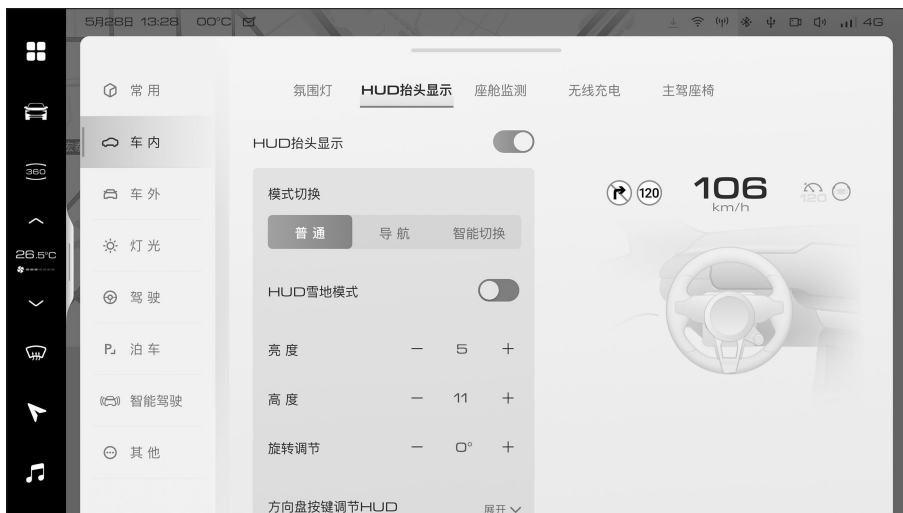 5月28日 13:28 00°C
4G
360
26.5°C
常用
车内
车外
灯光
驾驶
P 泊车
智能驾驶
其他
氛围灯 HUD抬头显示 座舱监测 无线充电 主驾座椅
HUD抬头显示
模式切换
普通 导航 智能切换
HUD雪地模式
亮度 — 5 +
高度 — 11 +
旋转调节 — 0° +
方向盘按键调节HUD 展开
120 106 120
km/h